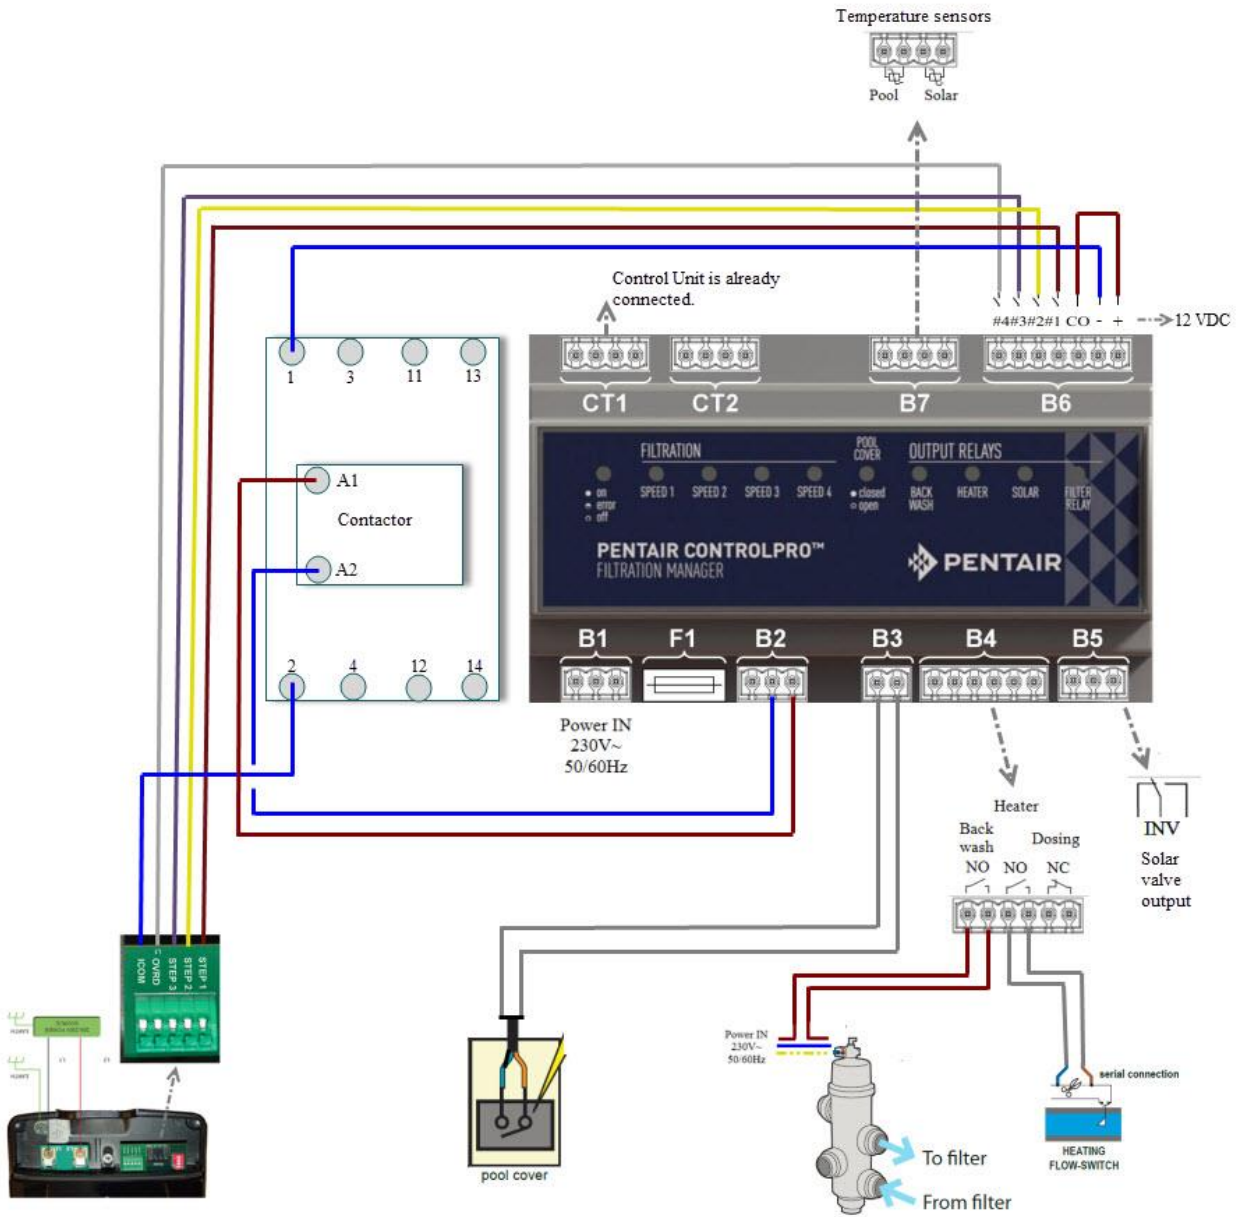 Temperature sensors
Pool Solar
Control Unit is already
connected.
#4#3#2#1 CO - +
12 VDC
1 3 11 13
CT1 CT2 B7 B6
A1
Contactor
A2
FILTRATION
POOL
COVER
OUTPUT RELAYS
on
error
off
SPEED 1 SPEED 2 SPEED 3 SPEED 4
closed
open
BACK
WASH
HEATER
SOLAR
FILTER
RELAY
PENTAIR CONTROLPRO™
FILTRATION MANAGER
PENTAIR
2 4 12 14
B1 F1 B2 B3 B4 B5
Power IN
230V~
50/60Hz
Heater
Back
wash
Dosing
NO NO NC
INV
Solar
valve
output
ICOM
OVRD
STEP 3
STEP 2
STEP 1
Power IN
230V~
50/60Hz
serial connection
HEATING
FLOW-SWITCH
pool cover
To filter
From filter